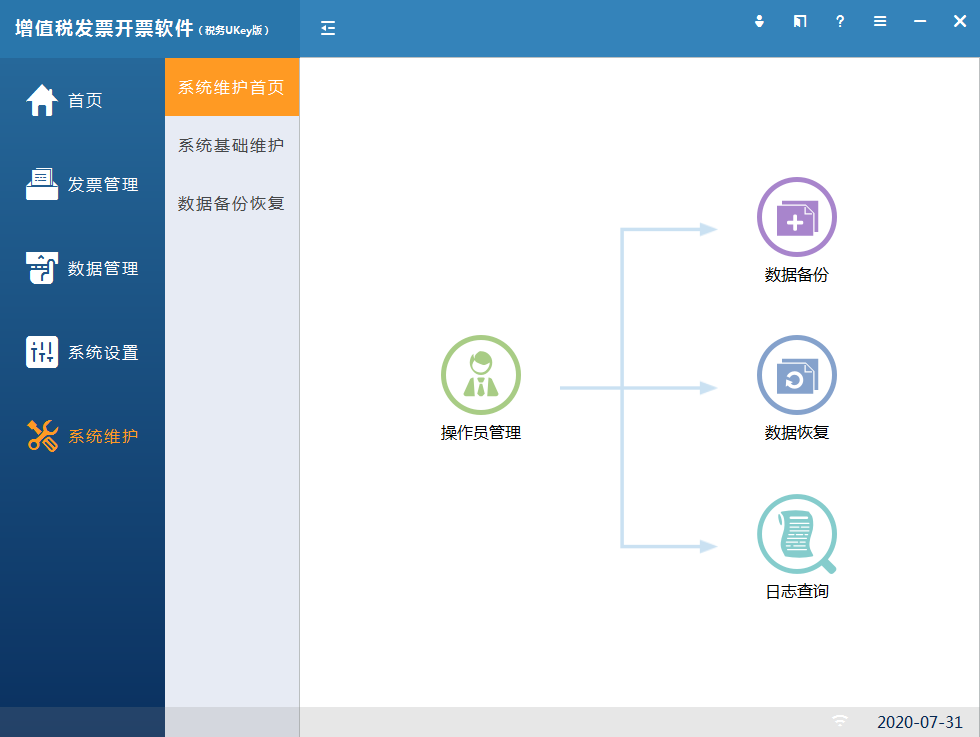 增值税发票开票软件（税务UKey版）
?
首页
发票管理
数据管理
系统设置
系统维护
系统维护首页
系统基础维护
数据备份恢复
数据备份
操作员管理
数据恢复
日志查询
2020-07-31